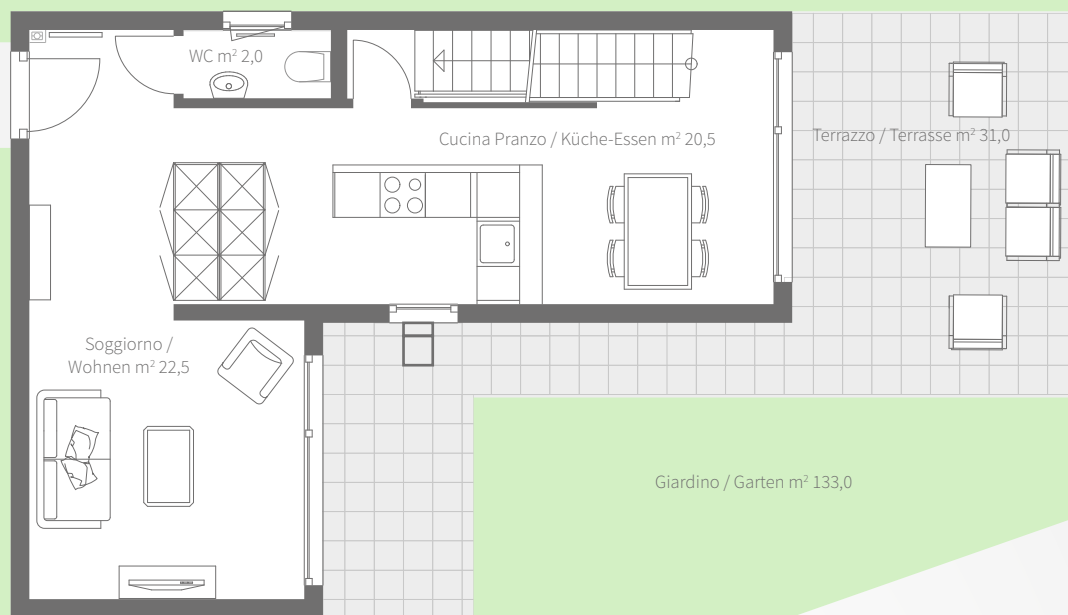 WC m² 2,0
Cucina Pranzo / Küche-Essen m² 20,5
Terrazzo / Terrasse m² 31,0
Soggiorno /
Wohnen m² 22,5
Giardino / Garten m² 133,0